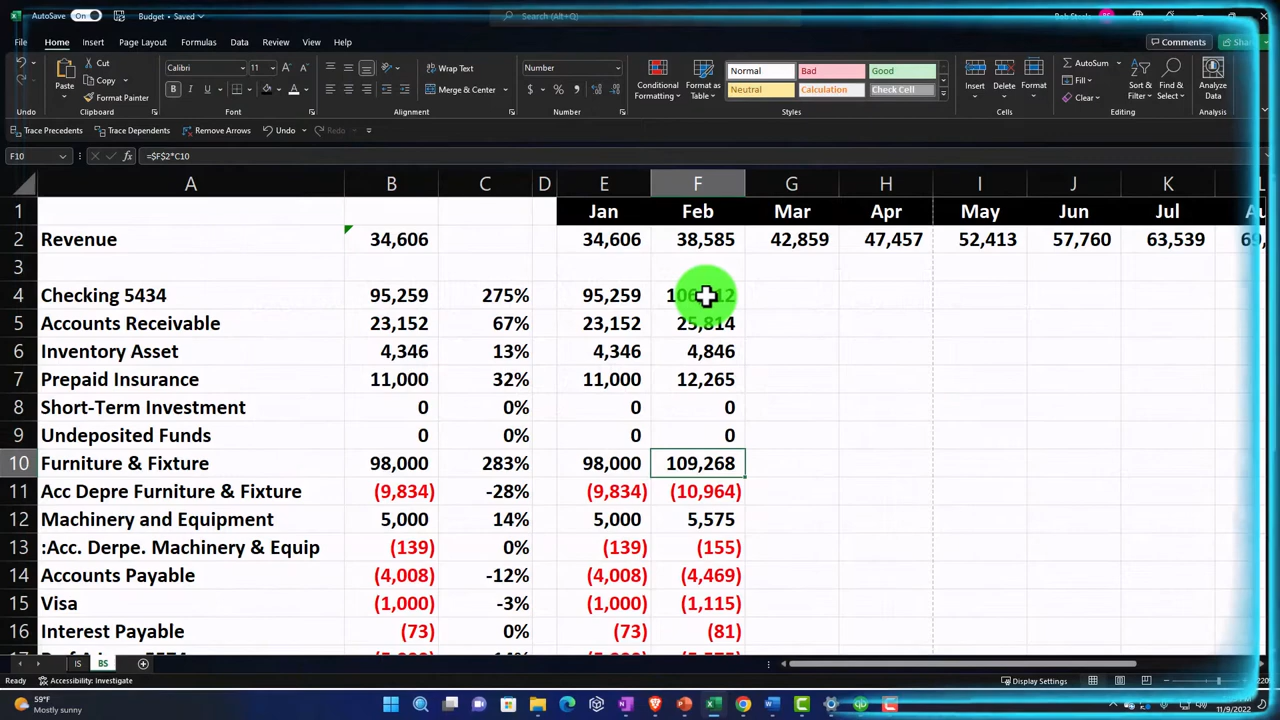 AutoSave On Budget • Saved Search (Alt+Q) Bob Steele BS
File Home Insert Page Layout Formulas Data Review View Help Comments Share
Paste Cut Copy Format Painter Calibri 11 Wrap Text Merge & Center Number Conditional Formatting Format as Table Normal Bad Good Neutral Calculation Check Cell Insert Delete Format AutoSum Fill Clear Sort & Filter Find & Select Analyze Data
Undo Clipboard Font Alignment Number Styles Cells Editing Analysis
Trace Precedents Trace Dependents Remove Arrows Undo Redo
F10 fx =$F$2*C10
A B C D E F G H I J K L
1 Jan Feb Mar Apr May Jun Jul
2 Revenue 34,606 34,606 38,585 42,859 47,457 52,413 57,760 63,539
3
4 Checking 5434 95,259 275% 95,259
5 Accounts Receivable 23,152 67% 23,152 25,814
6 Inventory Asset 4,346 13% 4,346 4,846
7 Prepaid Insurance 11,000 32% 11,000 12,265
8 Short-Term Investment 0 0% 0 0
9 Undeposited Funds 0 0% 0 0
10 Furniture & Fixture 98,000 283% 98,000 109,268
11 Acc Depre Furniture & Fixture (9,834) -28% (9,834) (10,964)
12 Machinery and Equipment 5,000 14% 5,000 5,575
13 :Acc. Derpe. Machinery & Equip (139) 0% (139) (155)
14 Accounts Payable (4,008) -12% (4,008) (4,469)
15 Visa (1,000) -3% (1,000) (1,115)
16 Interest Payable (73) 0% (73) (81)
IS BS
Ready Accessibility: Investigate Display Settings
59°F
Mostly sunny 11/9/2022